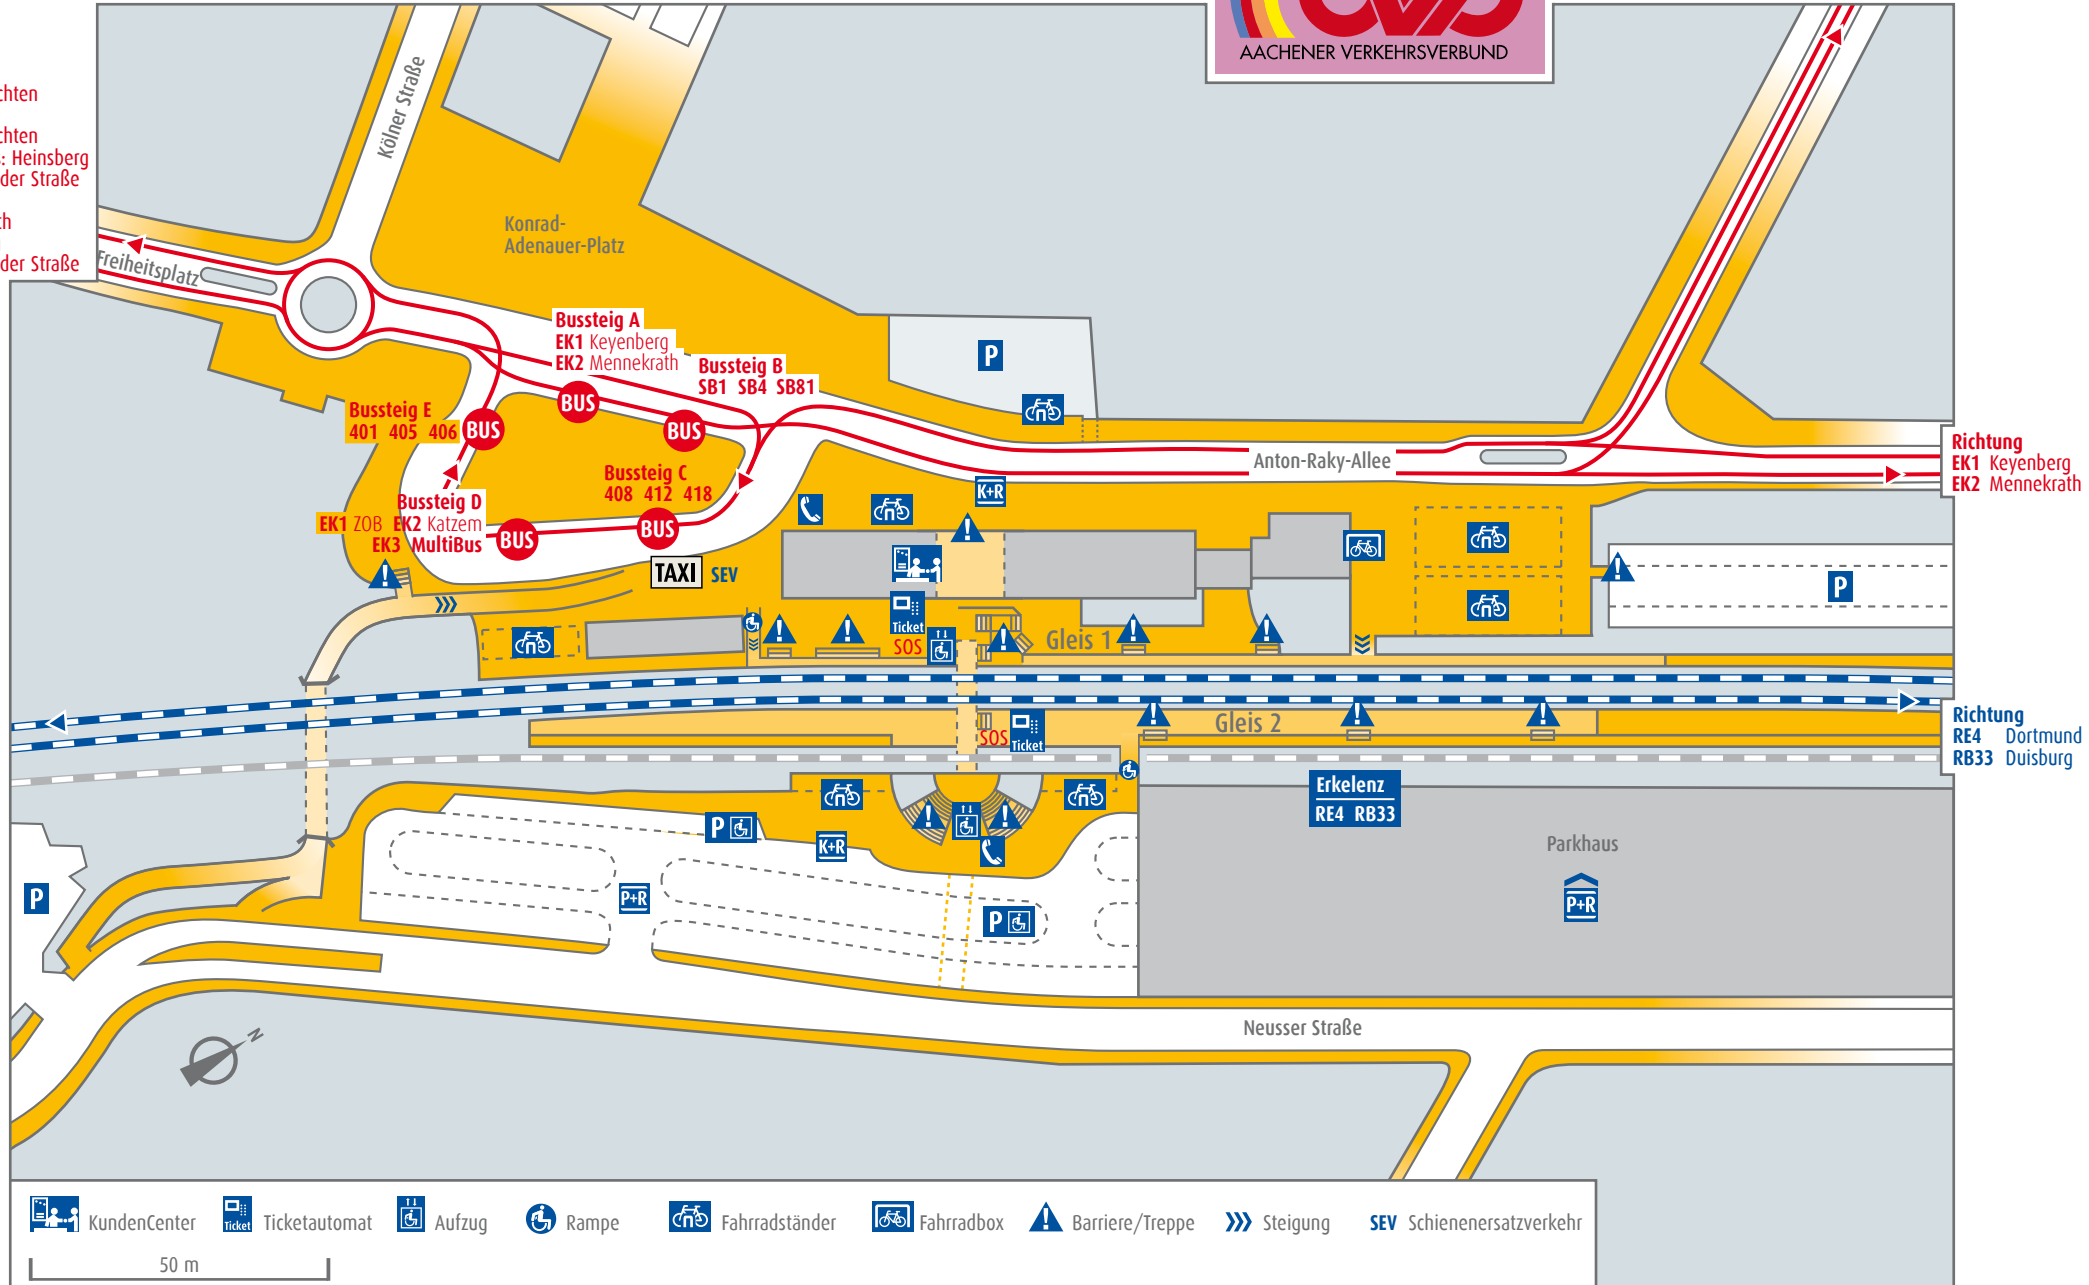 AACHENER VERKEHRSVERBUND
Heinsberg
der Straße
der Straße
Kölner Straße
Konrad-
Adenauer-Platz
Freiheitsplatz
Bussteig A
EK1 Keyenberg
EK2 Mennekrath
Bussteig B
SB1 SB4 SB81
P
Bussteig E
401 405 406
BUS
BUS
BUS
Bussteig C
408 412 418
Bussteig D
EK1 ZOB EK2 Katzem
EK3 MultiBus
BUS
BUS
Anton-Raky-Allee
Richtung
EK1 Keyenberg
EK2 Mennekrath
K+R
TAXI SEV
P
Ticket
SOS
Gleis 1
Gleis 2
SOS
Ticket
Richtung
RE4 Dortmund
RB33 Duisburg
Erkelenz
RE4 RB33
P
K+R
Parkhaus
P
P+R
P+R
P
Neusser Straße
N
KundenCenter
Ticket
Ticketautomat
Aufzug
Rampe
Fahrradständer
Fahrradbox
Barriere/Treppe
Steigung
SEV Schienenersatzverkehr
50 m